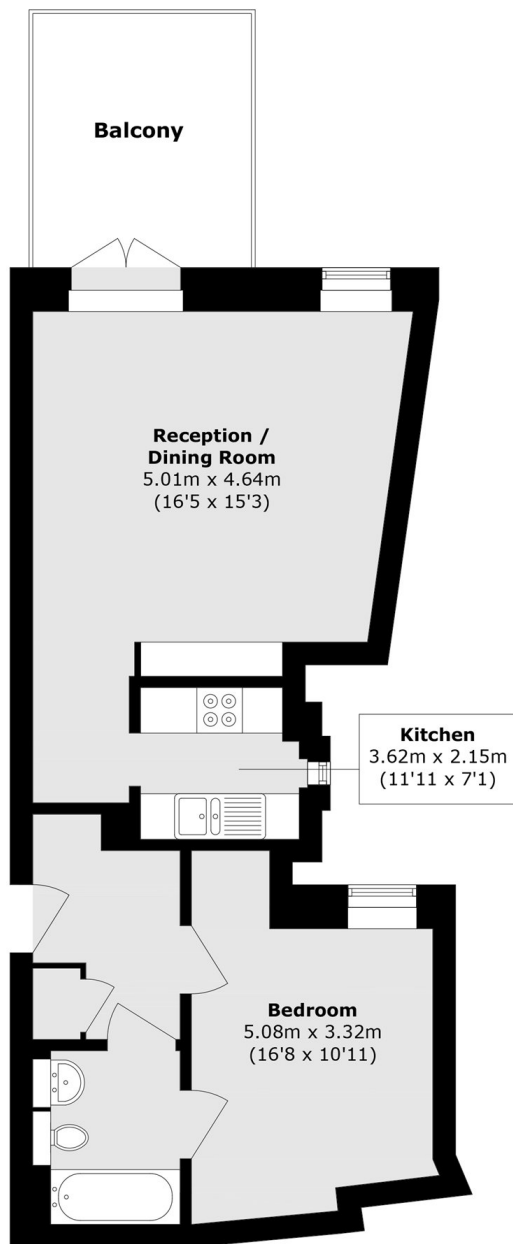 Balcony
Reception /
Dining Room
5.01m x 4.64m
(16'5 x 15'3)
Kitchen
3.62m x 2.15m
(11'11 x 7'1)
Bedroom
5.08m x 3.32m
(16'8 x 10'11)